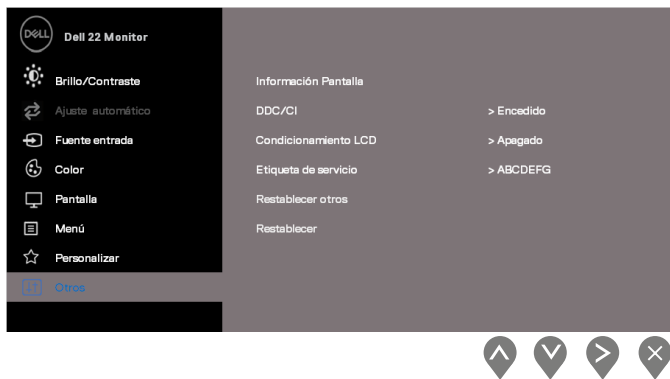 DELL Dell 22 Monitor
Brillo/Contraste Información Pantalla
Ajuste automático DDC/CI > Encedido
Fuente entrada Condicionamiento LCD > Apagado
Color Etiqueta de servicio > ABCDEFG
Pantalla Restablecer otros
Menú Restablecer
Personalizar
Otros